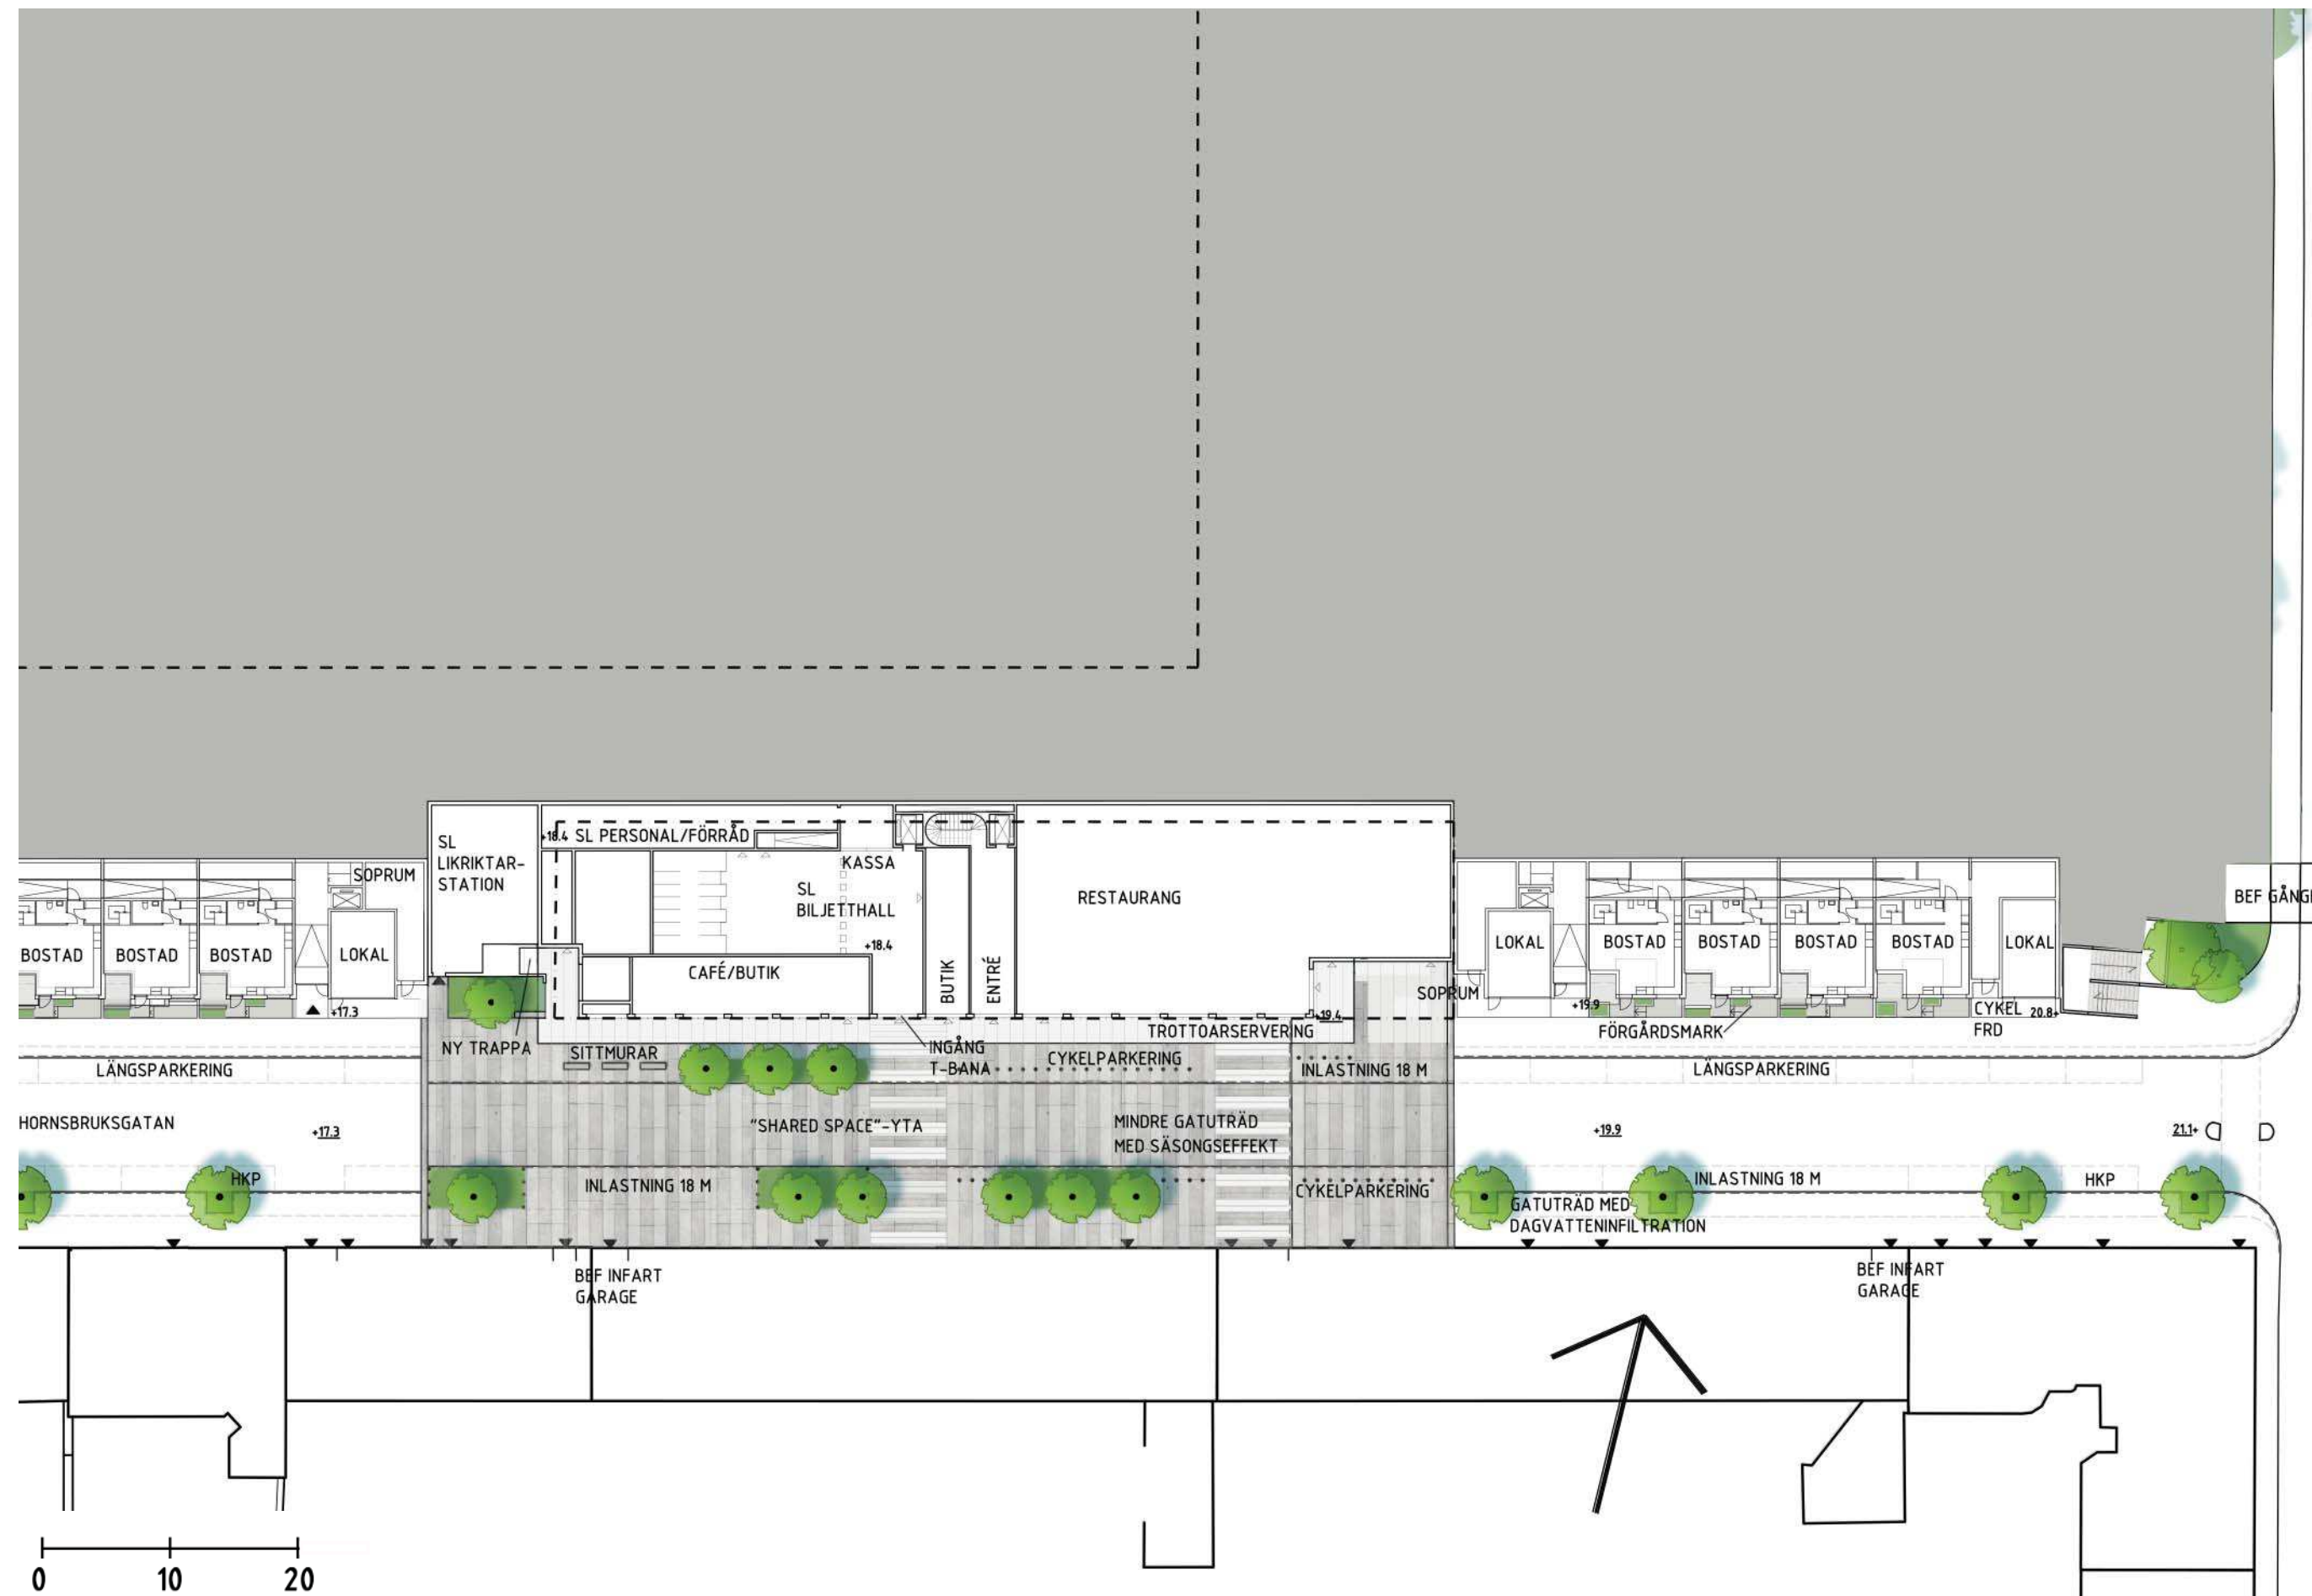 +18.4 SL PERSONAL/FÖRRÅD
SL
LIKRIKTAR-
STATION
KASSA
SOPRUM
SL
BILJETTHALL
+18.4
RESTAURANG
BEF GÅNG
BOSTAD
BOSTAD
BOSTAD
LOKAL
CAFÉ/BUTIK
BUTIK
ENTRÉ
LOKAL
BOSTAD
BOSTAD
BOSTAD
BOSTAD
LOKAL
SOPRUM
+17.3
+19.4
+19.9
CYKEL
FRD
20.8+
TROTTOARSERVERING
FÖRGÅRDSMARK
NY TRAPPA
SITTMURAR
INGÅNG
T-BANA
CYKELPARKERING
INLASTNING 18 M
LÄNGSPARKERING
LÄNGSPARKERING
HORNSBRUKSGATAN
+17.3
"SHARED SPACE"-YTA
MINDRE GATUTRÄD
MED SÄSONGSEFFEKT
+19.9
21.1+
HKP
INLASTNING 18 M
CYKELPARKERING
INLASTNING 18 M
HKP
GATUTRÄD MED
DAGVATTENINFILTRATION
BEF INFART
GARAGE
BEF INFART
GARAGE
0 10 20